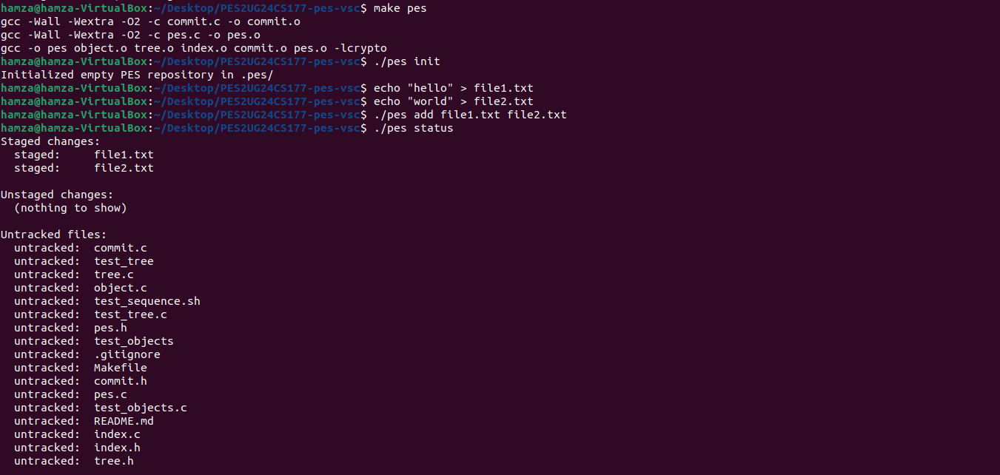 hamza@hamza-VirtualBox:~/Desktop/PES2UG24CS177-pes-vsc$ make pes
gcc -Wall -Wextra -O2 -c commit.c -o commit.o
gcc -Wall -Wextra -O2 -c pes.c -o pes.o
gcc -o pes object.o tree.o index.o commit.o pes.o -lcrypto
hamza@hamza-VirtualBox:~/Desktop/PES2UG24CS177-pes-vsc$ ./pes init
Initialized empty PES repository in .pes/
hamza@hamza-VirtualBox:~/Desktop/PES2UG24CS177-pes-vsc$ echo "hello" > file1.txt
hamza@hamza-VirtualBox:~/Desktop/PES2UG24CS177-pes-vsc$ echo "world" > file2.txt
hamza@hamza-VirtualBox:~/Desktop/PES2UG24CS177-pes-vsc$ ./pes add file1.txt file2.txt
hamza@hamza-VirtualBox:~/Desktop/PES2UG24CS177-pes-vsc$ ./pes status
Staged changes:
  staged:     file1.txt
  staged:     file2.txt

Unstaged changes:
  (nothing to show)

Untracked files:
  untracked:  commit.c
  untracked:  test_tree
  untracked:  tree.c
  untracked:  object.c
  untracked:  test_sequence.sh
  untracked:  test_tree.c
  untracked:  pes.h
  untracked:  test_objects
  untracked:  .gitignore
  untracked:  Makefile
  untracked:  commit.h
  untracked:  pes.c
  untracked:  test_objects.c
  untracked:  README.md
  untracked:  index.c
  untracked:  index.h
  untracked:  tree.h